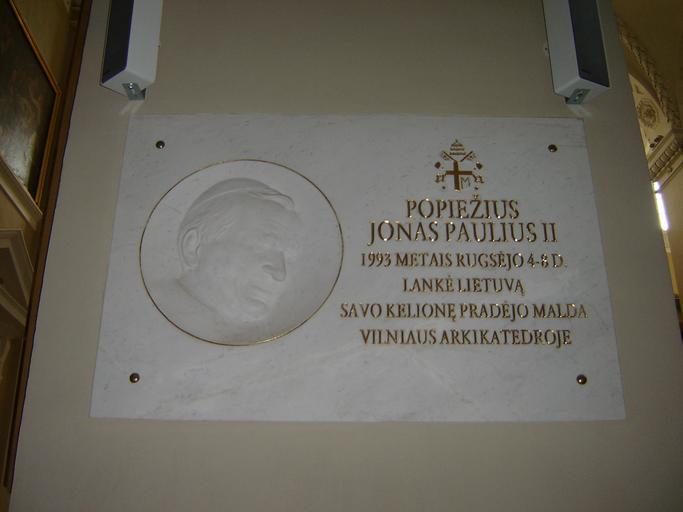 M
POPIEŽIUS
JONAS PAULIUS II
1993 METAIS RUGSĖJO 4-8 D.
LANKĖ LIETUVĄ
SAVO KELIONĘ PRADĖJO MALDA
VILNIAUS ARKIKATEDROJE